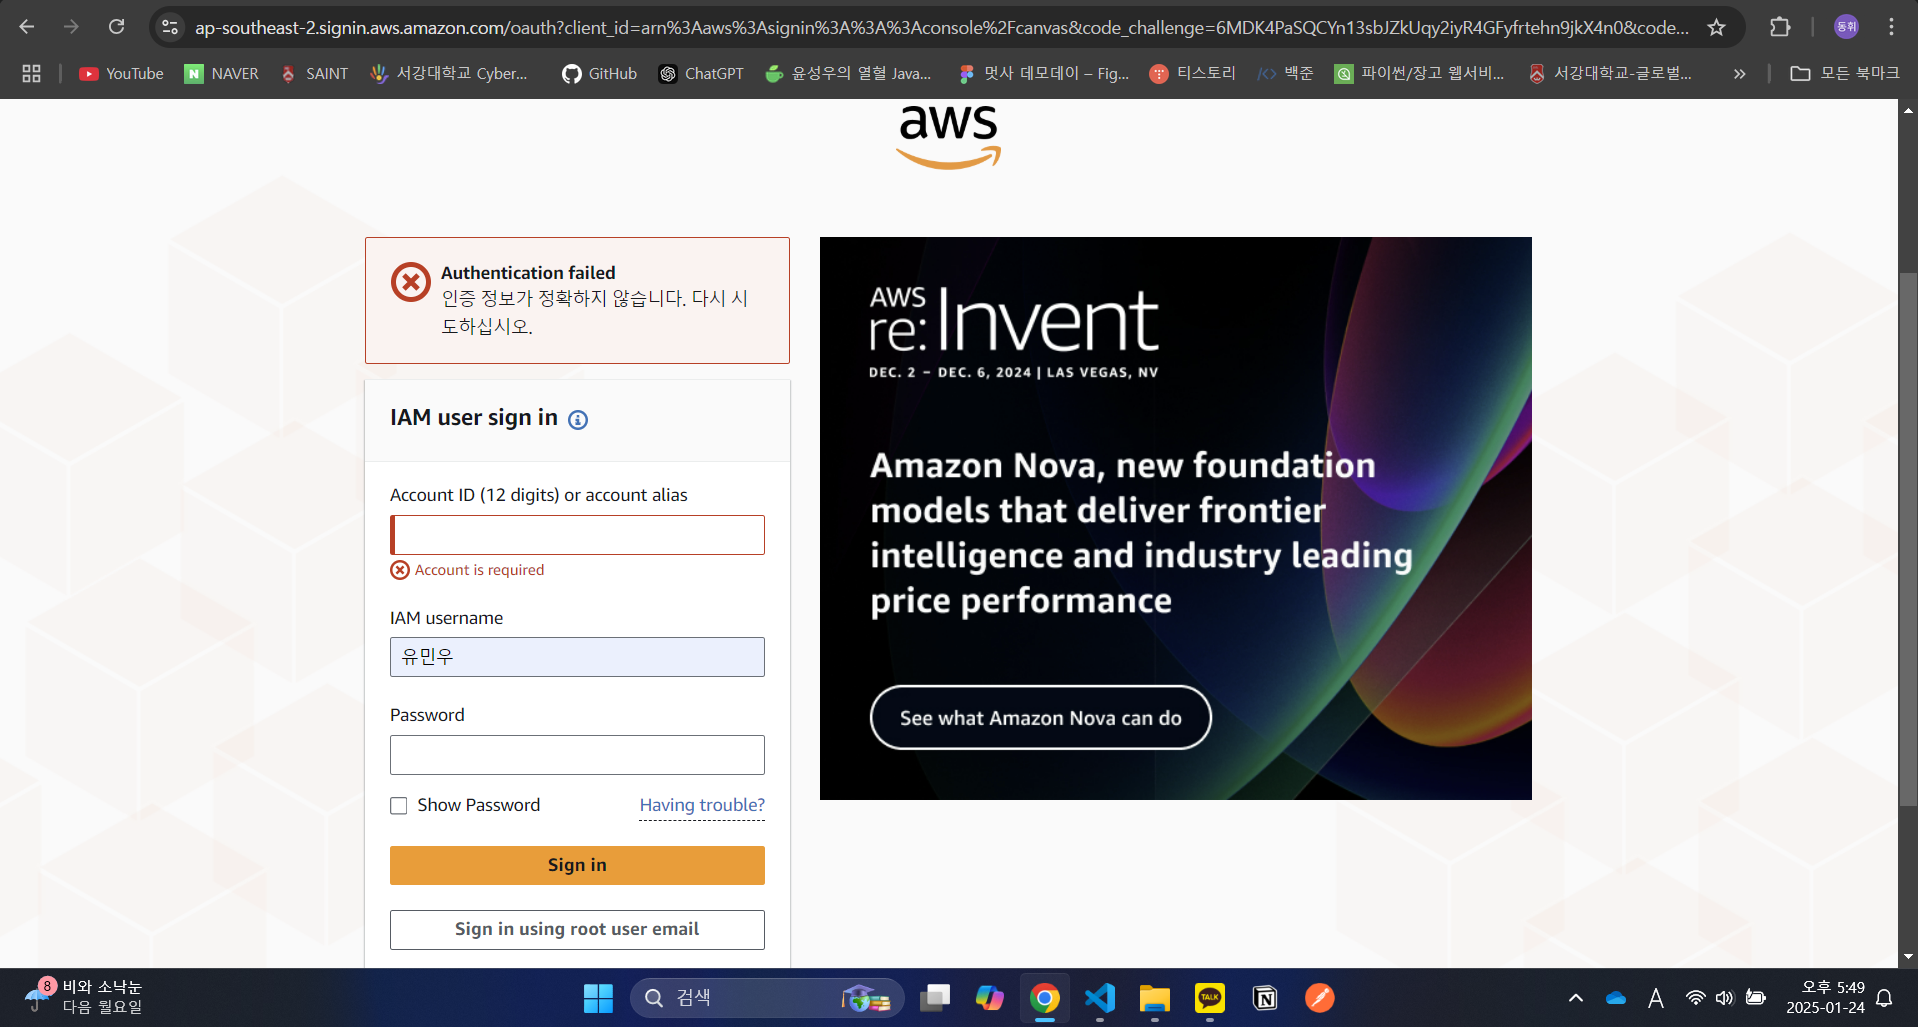 ap-southeast-2.signin.aws.amazon.com/oauth?client_id=arn%3Aaws%3Asignin%3A%3A%3Aconsole%2Fcanvas&code_challenge=6MDK4PaSQCYn13sbJZkUqy2iyR4GFyfrtehn9jkX4n0&code...
동휘
YouTube NAVER SAINT 서강대학교 Cyber... GitHub ChatGPT 윤성우의 열혈 Java... 멋사 데모데이 – Fig... 티스토리 백준 파이썬/장고 웹서비... 서강대학교-글로벌... » 모든 북마크
aws
Authentication failed
인증 정보가 정확하지 않습니다. 다시 시
도하십시오.
IAM user sign in
Account ID (12 digits) or account alias
Account is required
IAM username
유민우
Password
Show Password Having trouble?
Sign in
Sign in using root user email
AWS
re:Invent
DEC. 2 – DEC. 6, 2024 | LAS VEGAS, NV
Amazon Nova, new foundation
models that deliver frontier
intelligence and industry leading
price performance
See what Amazon Nova can do
8
비와 소낙눈
다음 월요일
검색
TALK
A
오후 5:49
2025-01-24